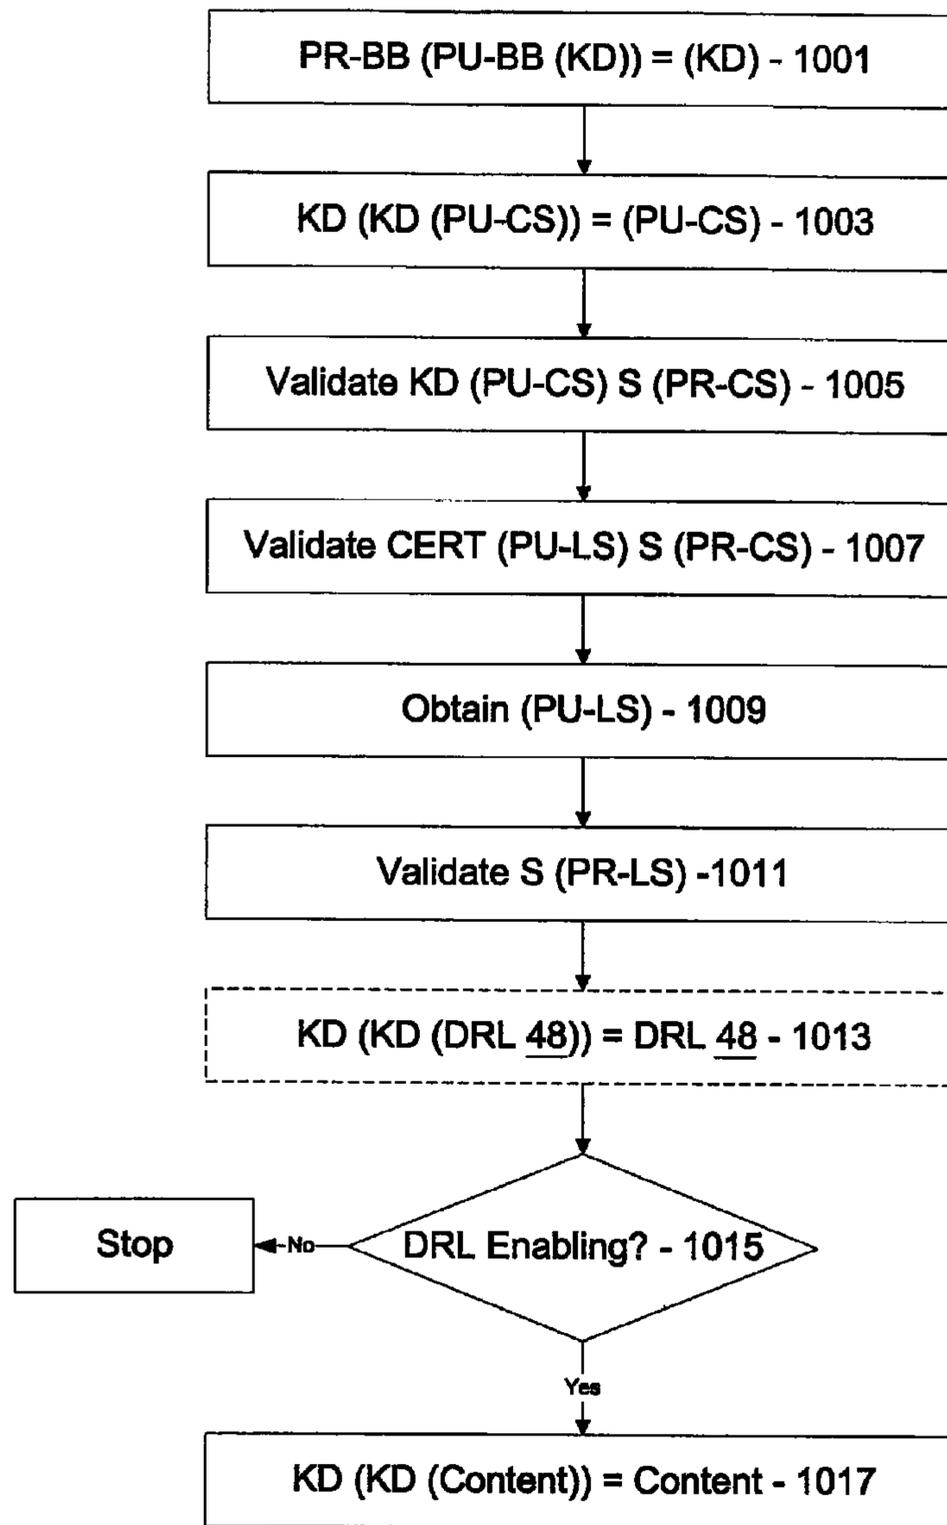 PR-BB (PU-BB (KD)) = (KD) - 1001
KD (KD (PU-CS)) = (PU-CS) - 1003
Validate KD (PU-CS) S (PR-CS) - 1005
Validate CERT (PU-LS) S (PR-CS) - 1007
Obtain (PU-LS) - 1009
Validate S (PR-LS) -1011
KD (KD (DRL 48)) = DRL 48 - 1013
DRL Enabling? - 1015
No
Stop
Yes
KD (KD (Content)) = Content - 1017